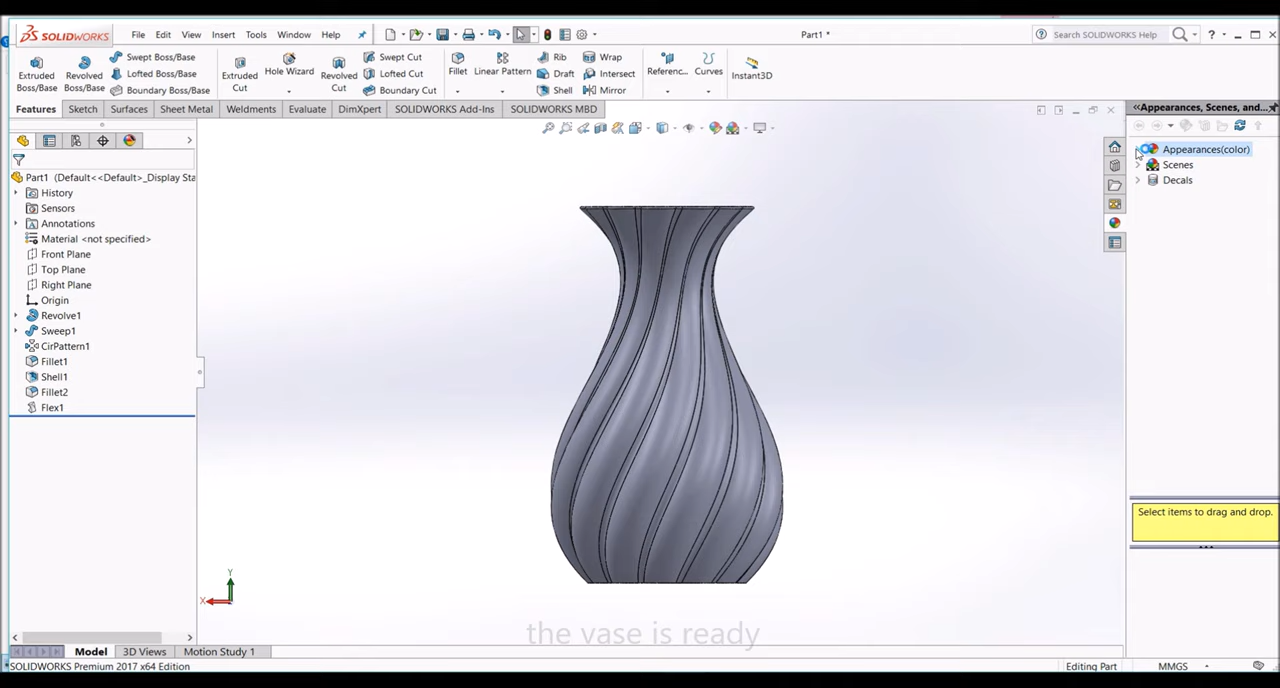 SOLIDWORKS File Edit View Insert Tools Window Help Part1 * Search SOLIDWORKS Help
Extruded Boss/Base
Revolved Boss/Base
Swept Boss/Base
Lofted Boss/Base
Boundary Boss/Base
Extruded Cut
Hole Wizard
Revolved Cut
Swept Cut
Lofted Cut
Boundary Cut
Fillet
Linear Pattern
Rib
Draft
Shell
Wrap
Intersect
Mirror
Referenc...
Curves
Instant3D
Features Sketch Surfaces Sheet Metal Weldments Evaluate DimXpert SOLIDWORKS Add-Ins SOLIDWORKS MBD
Part1 (Default<<Default>_Display Sta
History
Sensors
Annotations
Material <not specified>
Front Plane
Top Plane
Right Plane
Origin
Revolve1
Sweep1
CirPattern1
Fillet1
Shell1
Fillet2
Flex1
Y
X
the vase is ready
Appearances, Scenes, and...
Appearances(color)
Scenes
Decals
Select items to drag and drop.
Model 3D Views Motion Study 1
SOLIDWORKS Premium 2017 x64 Edition Editing Part MMGS